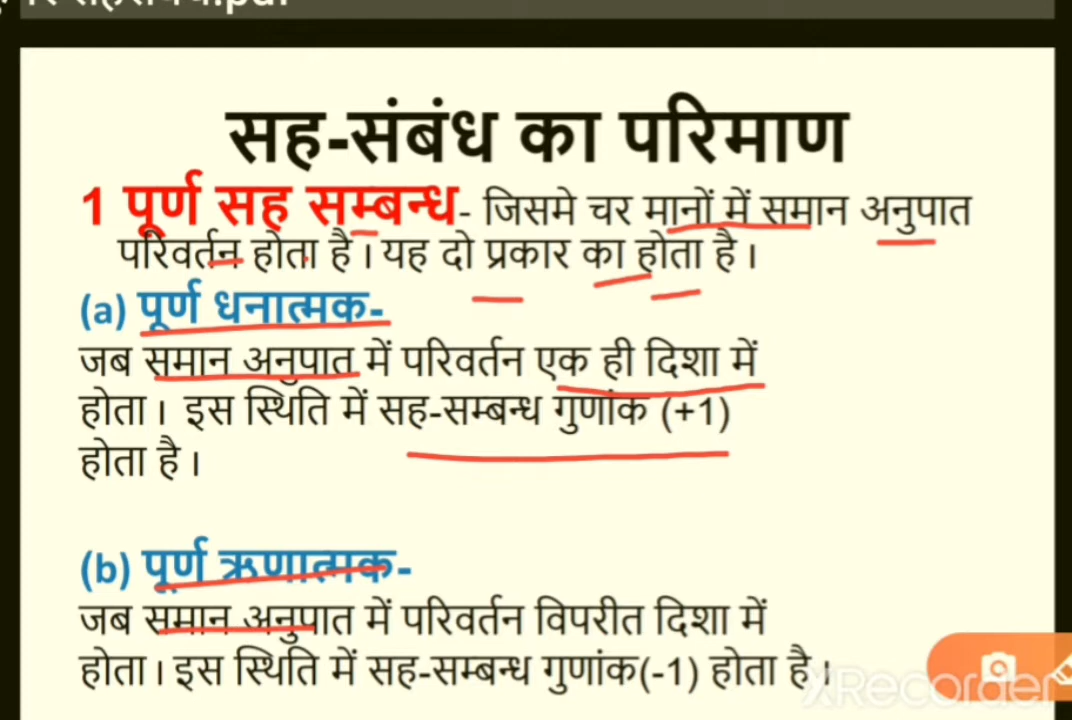 सह-संबंध का परिमाण
1 पूर्ण सह सम्बन्ध- जिसमे चर मानों में समान अनुपात
परिवर्तन होता है। यह दो प्रकार का होता है।
(a) पूर्ण धनात्मक-
जब समान अनुपात में परिवर्तन एक ही दिशा में
होता। इस स्थिति में सह-सम्बन्ध गुणांक (+1)
होता है।
(b) पूर्ण ऋणात्मक-
जब समान अनुपात में परिवर्तन विपरीत दिशा में
होता। इस स्थिति में सह-सम्बन्ध गुणांक(-1) होता है।
XRecorder